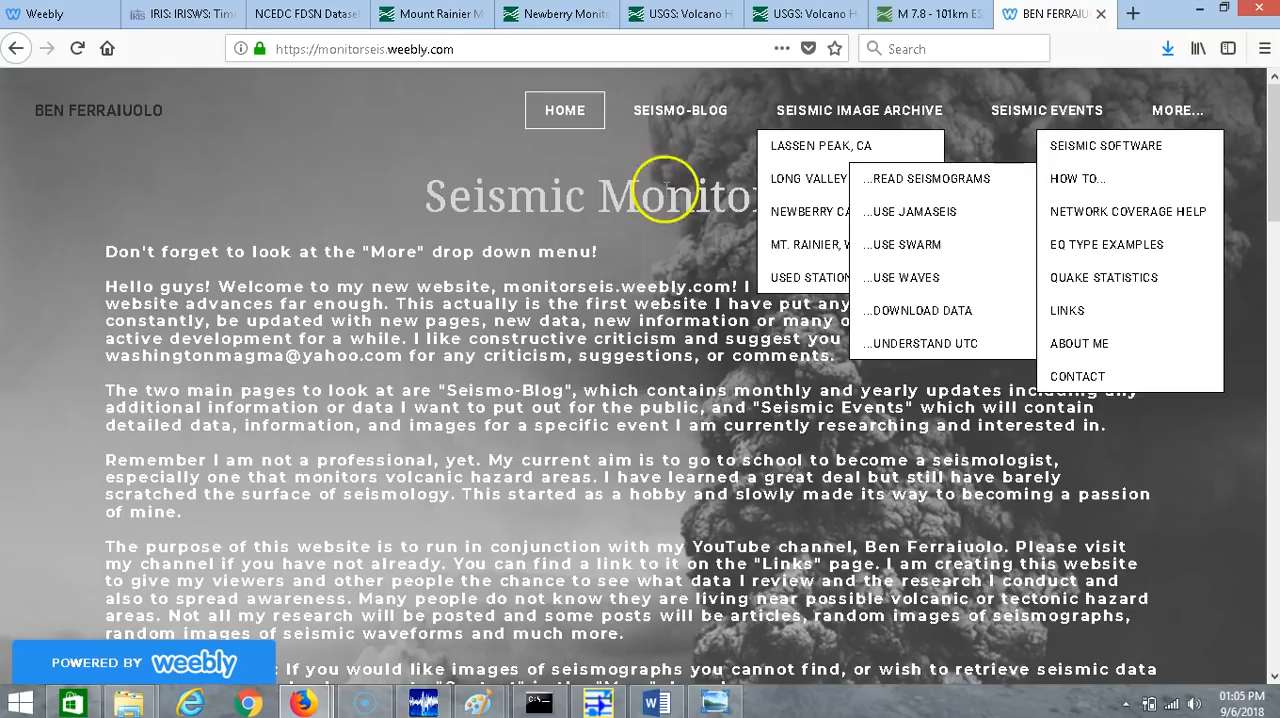 Weebly
IRIS: IRISWS: Tim
NCEDC FDSN Datase
Mount Rainier M
Newberry Monit
USGS: Volcano H
USGS: Volcano H
M 7.8 - 101km ES
BEN FERRAIU
https://monitorseis.weebly.com
Search
BEN FERRAIUOLO
HOME
SEISMO-BLOG
SEISMIC IMAGE ARCHIVE
SEISMIC EVENTS
MORE...
LASSEN PEAK, CA
LONG VALLEY
NEWBERRY CA
MT. RAINIER, W
USED STATION
...READ SEISMOGRAMS
...USE JAMASEIS
...USE SWARM
...USE WAVES
...DOWNLOAD DATA
...UNDERSTAND UTC
SEISMIC SOFTWARE
HOW TO...
NETWORK COVERAGE HELP
EQ TYPE EXAMPLES
QUAKE STATISTICS
LINKS
ABOUT ME
CONTACT
Seismic Monitor
Don't forget to look at the "More" drop down menu!
Hello guys! Welcome to my new website, monitorseis.weebly.com! I
website advances far enough. This actually is the first website I have put any
constantly, be updated with new pages, new data, new information or many o
active development for a while. I like constructive criticism and suggest you
washingtonmagma@yahoo.com for any criticism, suggestions, or comments.
The two main pages to look at are "Seismo-Blog", which contains monthly and yearly updates including any
additional information or data I want to put out for the public, and "Seismic Events" which will contain
detailed data, information, and images for a specific event I am currently researching and interested in.
Remember I am not a professional, yet. My current aim is to go to school to become a seismologist,
especially one that monitors volcanic hazard areas. I have learned a great deal but still have barely
scratched the surface of seismology. This started as a hobby and slowly made its way to becoming a passion
of mine.
The purpose of this website is to run in conjunction with my YouTube channel, Ben Ferraiuolo. Please visit
my channel if you have not already. You can find a link to it on the "Links" page. I am creating this website
to give my viewers and other people the chance to see what data I review and the research I conduct and
also to spread awareness. Many people do not know they are living near possible volcanic or tectonic hazard
areas. Not all my research will be posted and some posts will be articles, random images of seismograms,
random images of seismic waveforms and much more.
: If you would like images of seismographs you cannot find, or wish to retrieve seismic data
POWERED BY weebly
01:05 PM
9/6/2018